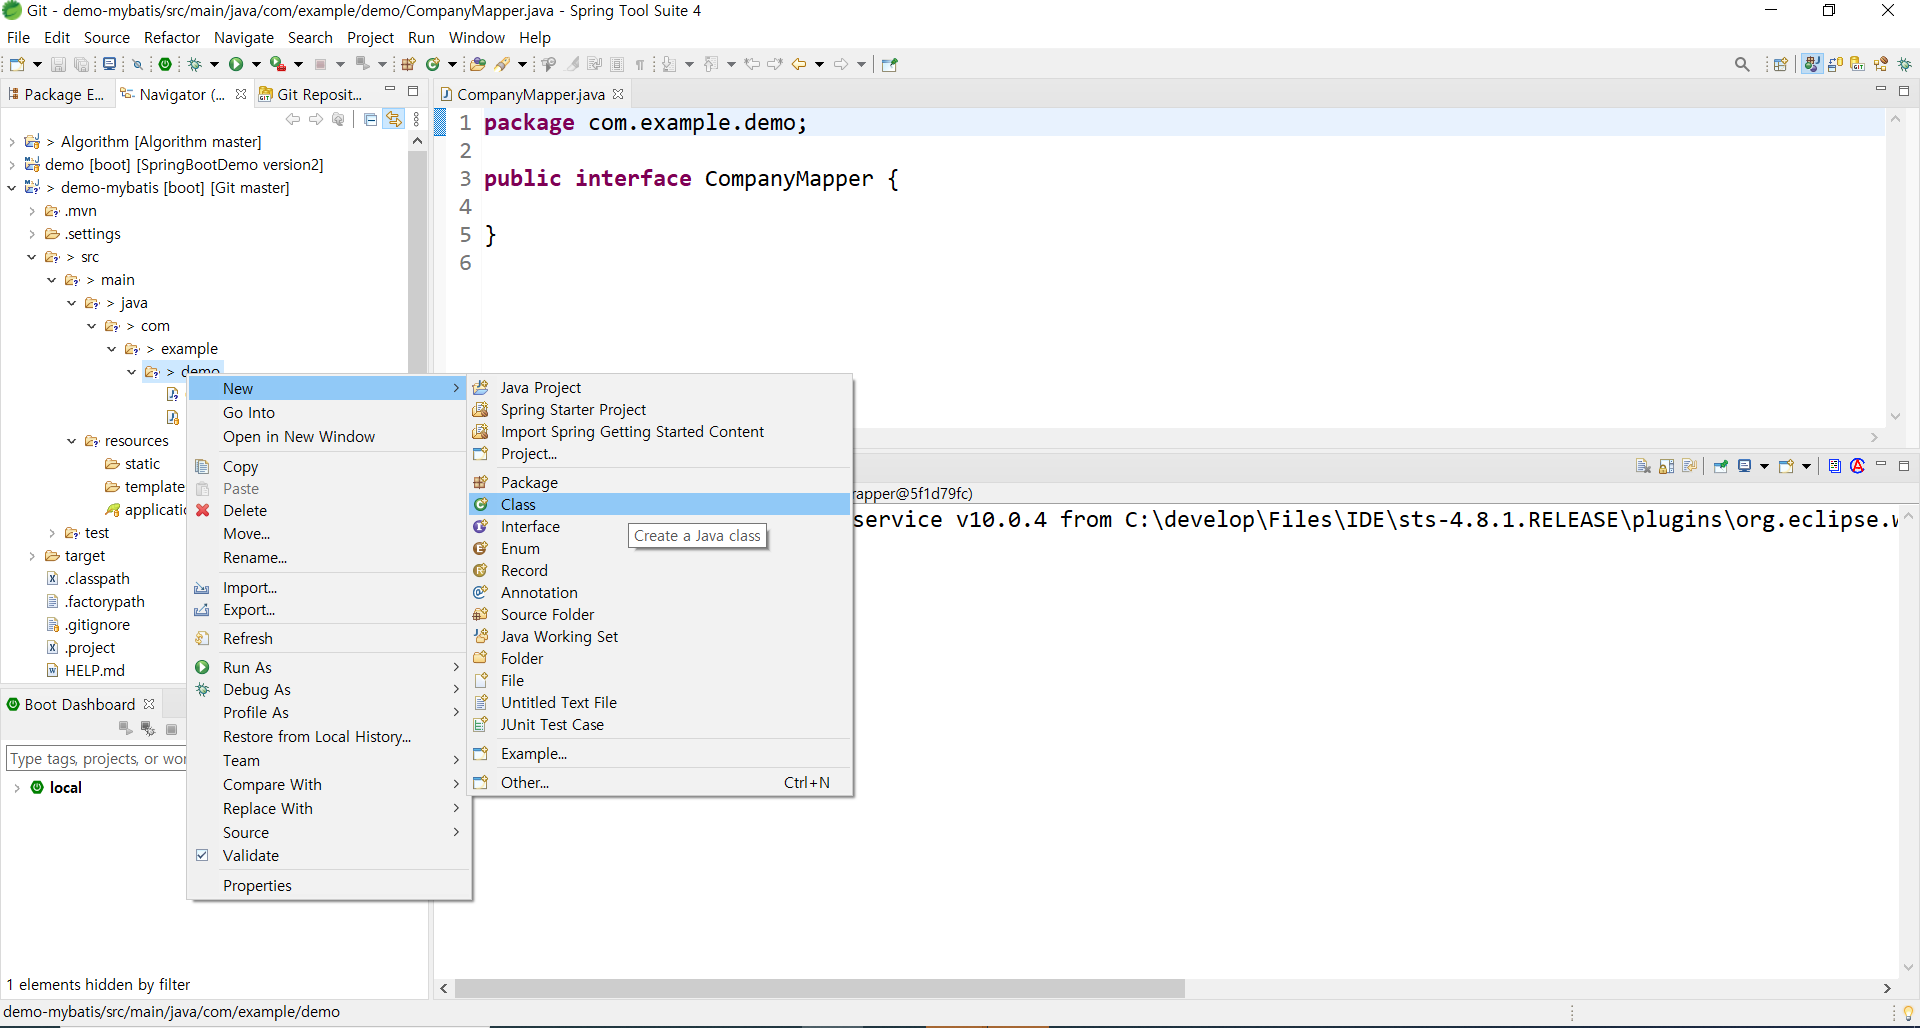 Git - demo-mybatis/src/main/java/com/example/demo/CompanyMapper.java - Spring Tool Suite 4
File Edit Source Refactor Navigate Search Project Run Window Help
Package E...
Navigator (...
Git Reposit...
CompanyMapper.java
> Algorithm [Algorithm master]
demo [boot] [SpringBootDemo version2]
> demo-mybatis [boot] [Git master]
.mvn
.settings
> src
> main
> java
> com
> example
> demo
resources
static
template
applicatio
test
target
.classpath
.factorypath
.gitignore
.project
HELP.md
1 package com.example.demo;
2
3 public interface CompanyMapper {
4
5 }
6
New
Go Into
Open in New Window
Copy
Paste
Delete
Move...
Rename...
Import...
Export...
Refresh
Run As
Debug As
Profile As
Restore from Local History...
Team
Compare With
Replace With
Source
Validate
Properties
Java Project
Spring Starter Project
Import Spring Getting Started Content
Project...
Package
Class
Interface
Enum
Record
Annotation
Source Folder
Java Working Set
Folder
File
Untitled Text File
JUnit Test Case
Example...
Other... Ctrl+N
Create a Java class
rapper@5f1d79fc)
service v10.0.4 from C:\develop\Files\IDE\sts-4.8.1.RELEASE\plugins\org.eclipse.w
Boot Dashboard
Type tags, projects, or wor
local
1 elements hidden by filter
demo-mybatis/src/main/java/com/example/demo